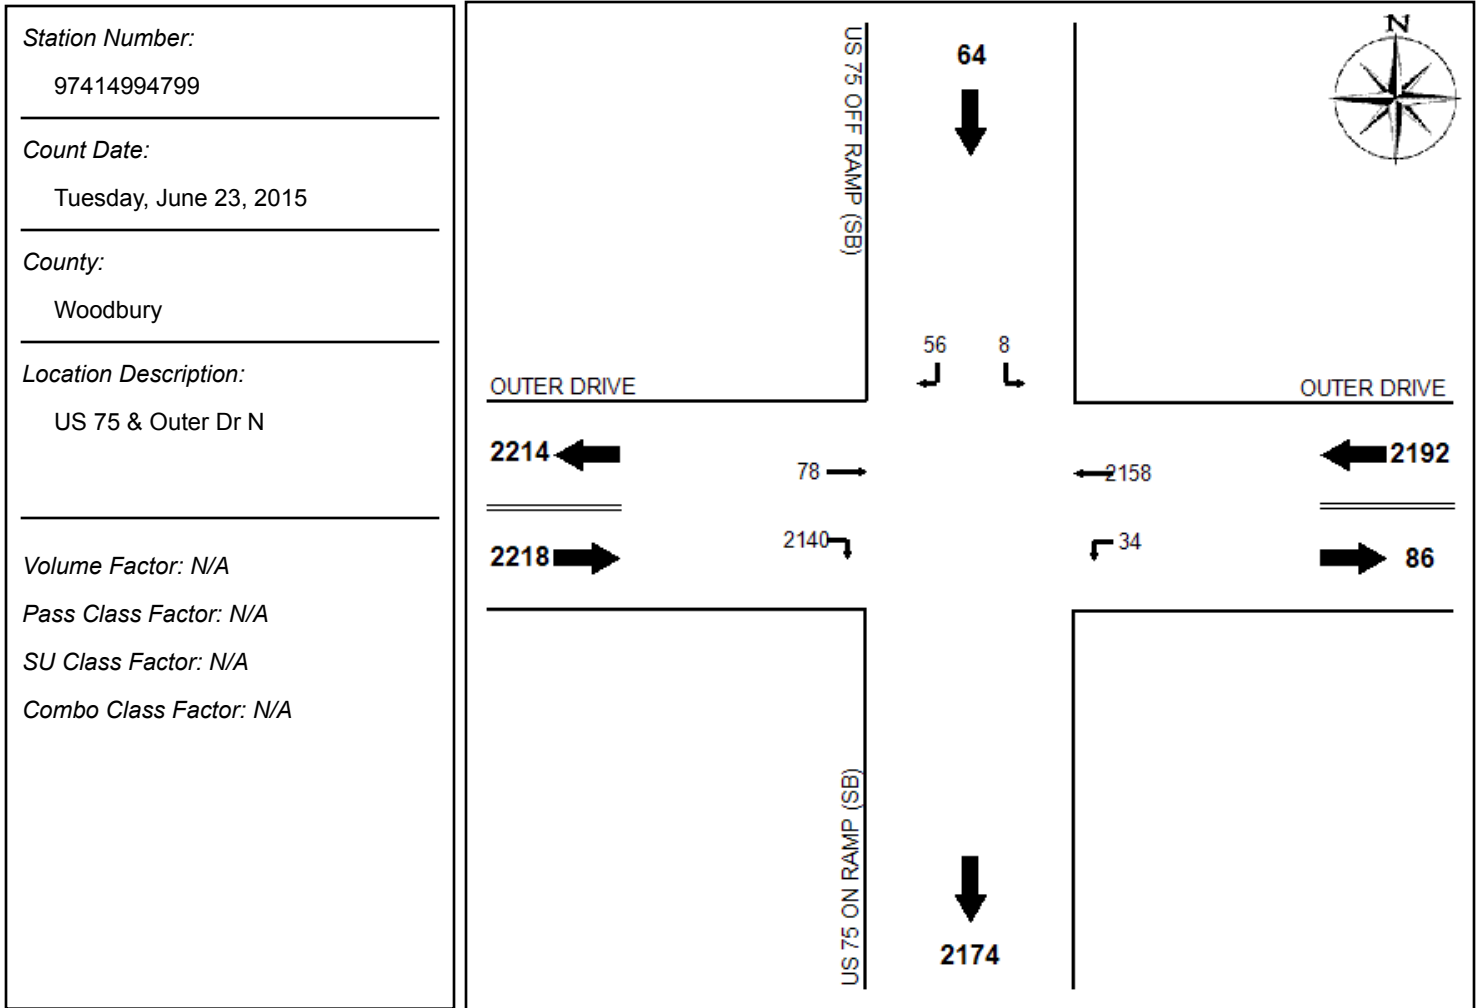 Station Number:
97414994799
Count Date:
Tuesday, June 23, 2015
County:
Woodbury
Location Description:
US 75 & Outer Dr N
Volume Factor: N/A
Pass Class Factor: N/A
SU Class Factor: N/A
Combo Class Factor: N/A
N
US 75 OFF RAMP (SB)
64
56 8
OUTER DRIVE
OUTER DRIVE
2214
78
2158
2192
2218
2140
34
86
US 75 ON RAMP (SB)
2174